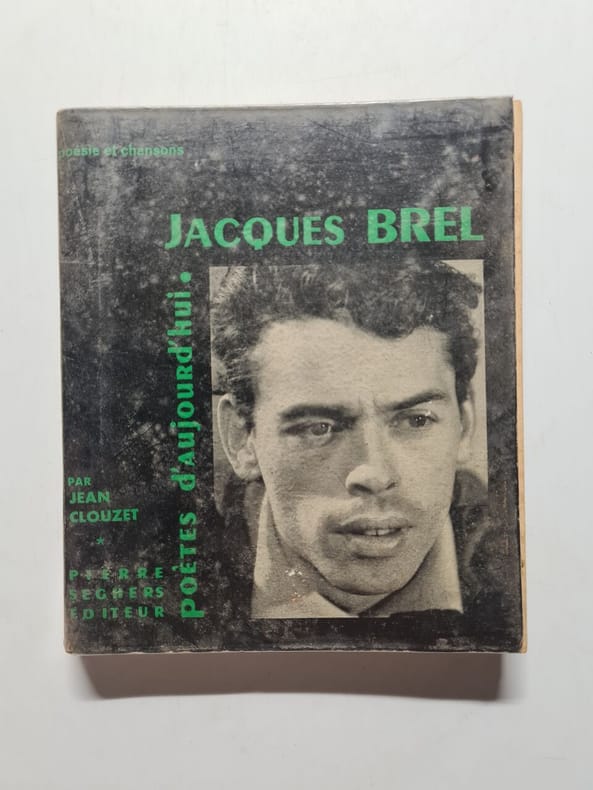 poésie et chansons
JACQUES BREL
POÈTES d'AUJOURd'hui.
PAR
JEAN
CLOUZET
*
PIERRE
SEGHERS
EDITEUR